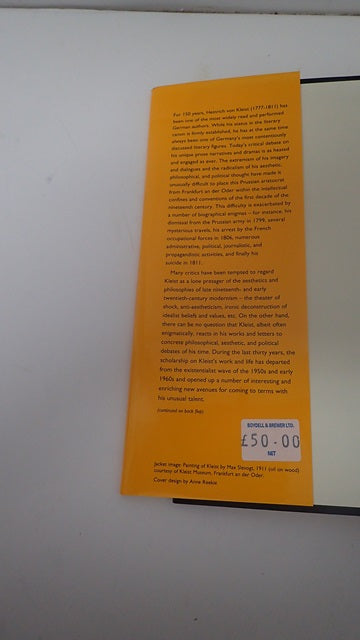 For 150 years, Heinrich von Kleist (1777-1811) has
been one of the most widely read and performed
German authors. While his status in the literary
canon is firmly established, he has at the same time
always been one of Germany's most contentiously
discussed literary figures. Today's critical debate on
his unique prose narratives and dramas is as heated
and engaged as ever. The extremism of his imagery
and dialogues and the radicalism of his aesthetic,
philosophical, and political thought have made it
unusually difficult to place this Prussian aristocrat
from Frankfurt an der Oder within the intellectual
confines and conventions of the first decade of the
nineteenth century. This difficulty is exacerbated by
a number of biographical enigmas – for instance, his
dismissal from the Prussian army in 1799, several
mysterious travels, his arrest by the French
occupational forces in 1806, numerous
administrative, political, journalistic, and
propagandistic activities, and finally his
suicide in 1811.
Many critics have been tempted to regard
Kleist as a lone presager of the aesthetics and
philosophies of late nineteenth- and early
twentieth-century modernism – the theater of
shock, anti-aestheticism, ironic deconstruction of
idealist beliefs and values, etc. On the other hand,
there can be no question that Kleist, albeit often
enigmatically, reacts in his works and letters to
concrete philosophical, aesthetic, and political
debates of his time. During the last thirty years, the
scholarship on Kleist's work and life has departed
from the existentialist wave of the 1950s and early
1960s and opened up a number of interesting and
enriching new avenues for coming to terms with
his unusual talent.
(continued on back flap)
BOYDELL & BREWER LTD.
£50.00
NET
Jacket image: Painting of Kleist by Max Slevogt, 1911 (oil on wood)
courtesy of Kleist Museum, Frankfurt an der Oder.
Cover design by Anne Reekie